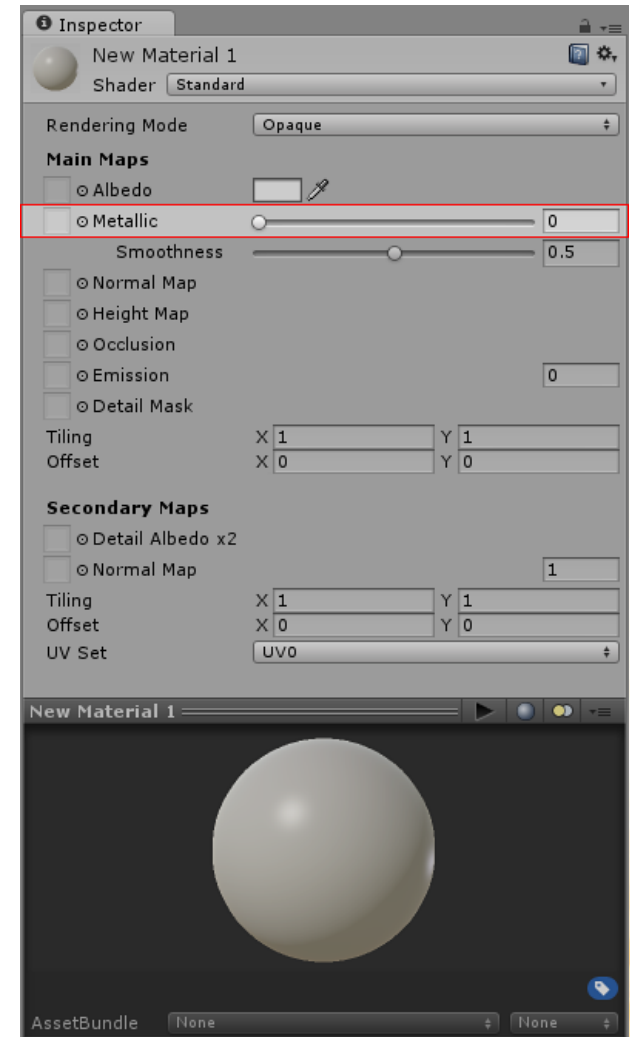 Inspector
New Material 1
Shader Standard
Rendering Mode Opaque
Main Maps
Albedo
Metallic 0
Smoothness 0.5
Normal Map
Height Map
Occlusion
Emission 0
Detail Mask
Tiling X 1 Y 1
Offset X 0 Y 0
Secondary Maps
Detail Albedo x2
Normal Map 1
Tiling X 1 Y 1
Offset X 0 Y 0
UV Set UV0
New Material 1
AssetBundle None None